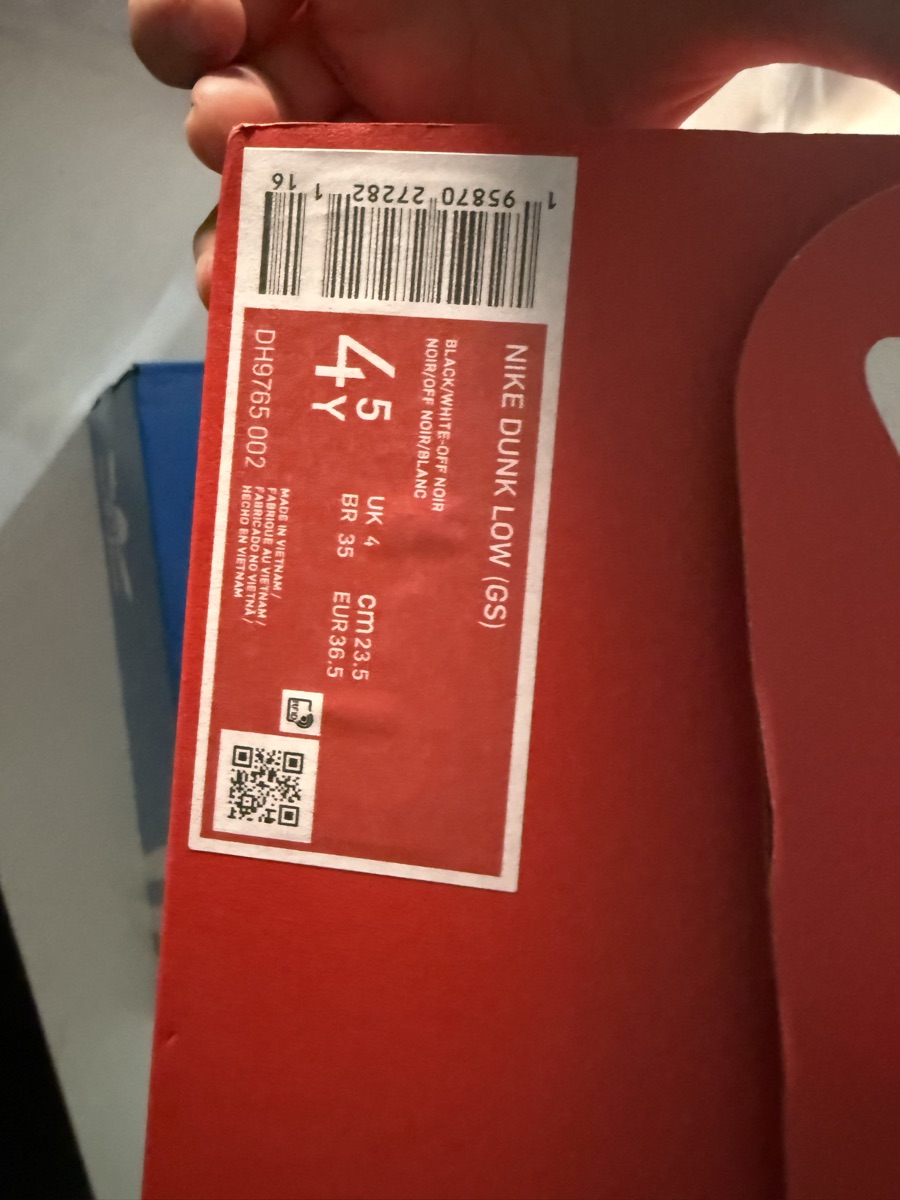 NIKE DUNK LOW (GS)
BLACK/WHITE-OFF NOIR
NOIR/OFF NOIR/BLANC
4.5Y
UK 4 cm 23.5
BR 35 EUR 36.5
DH9765 002
MADE IN VIETNAM/
FABRIQUE AU VIETNAM/
FABRICADO NO VIETNÃ/
HECHO EN VIETNAM
1 95870 27282 1 16